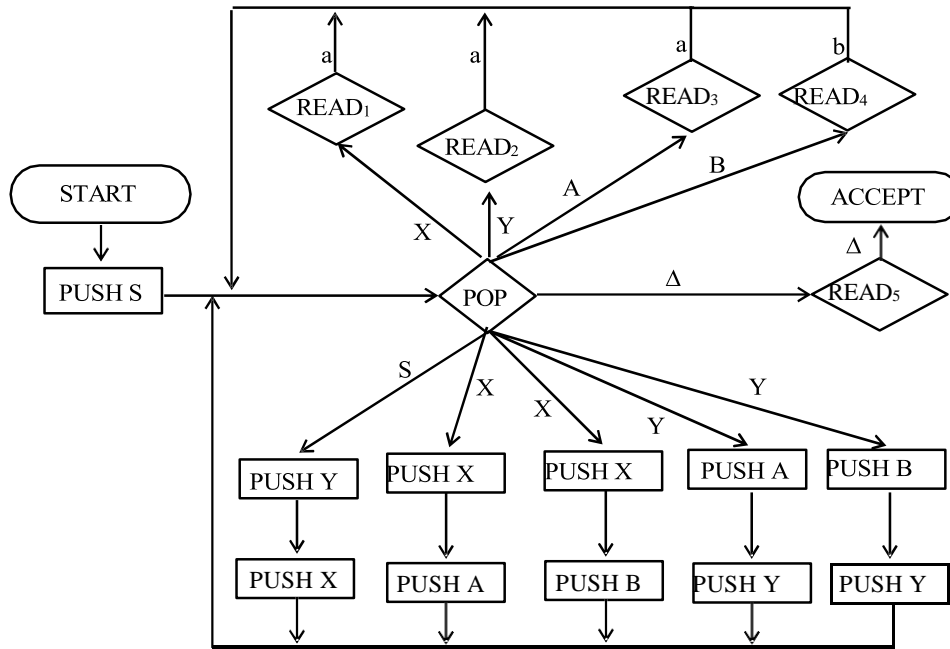 a
a
a
b
READ₁
READ₂
READ₃
READ₄
START
A
B
ACCEPT
X
Y
Δ
PUSH S
POP
Δ
READ₅
S
X
X
Y
Y
PUSH Y
PUSH X
PUSH X
PUSH A
PUSH B
PUSH X
PUSH A
PUSH B
PUSH Y
PUSH Y